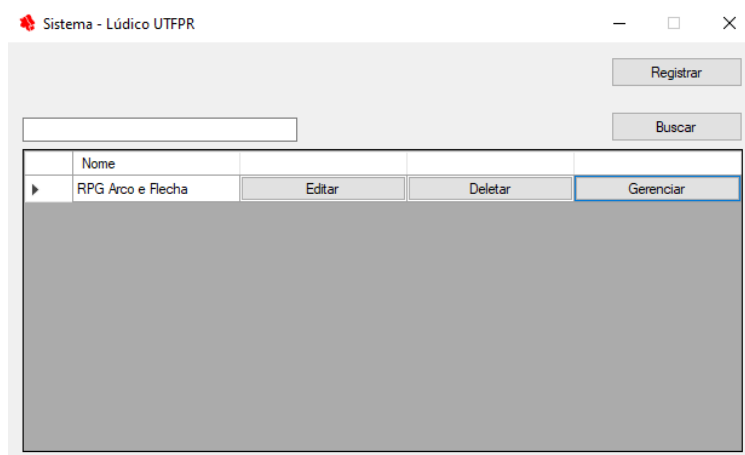 Sistema - Lúdico UTFPR
Registrar
Buscar
Nome
RPG Arco e Flecha Editar Deletar Gerenciar